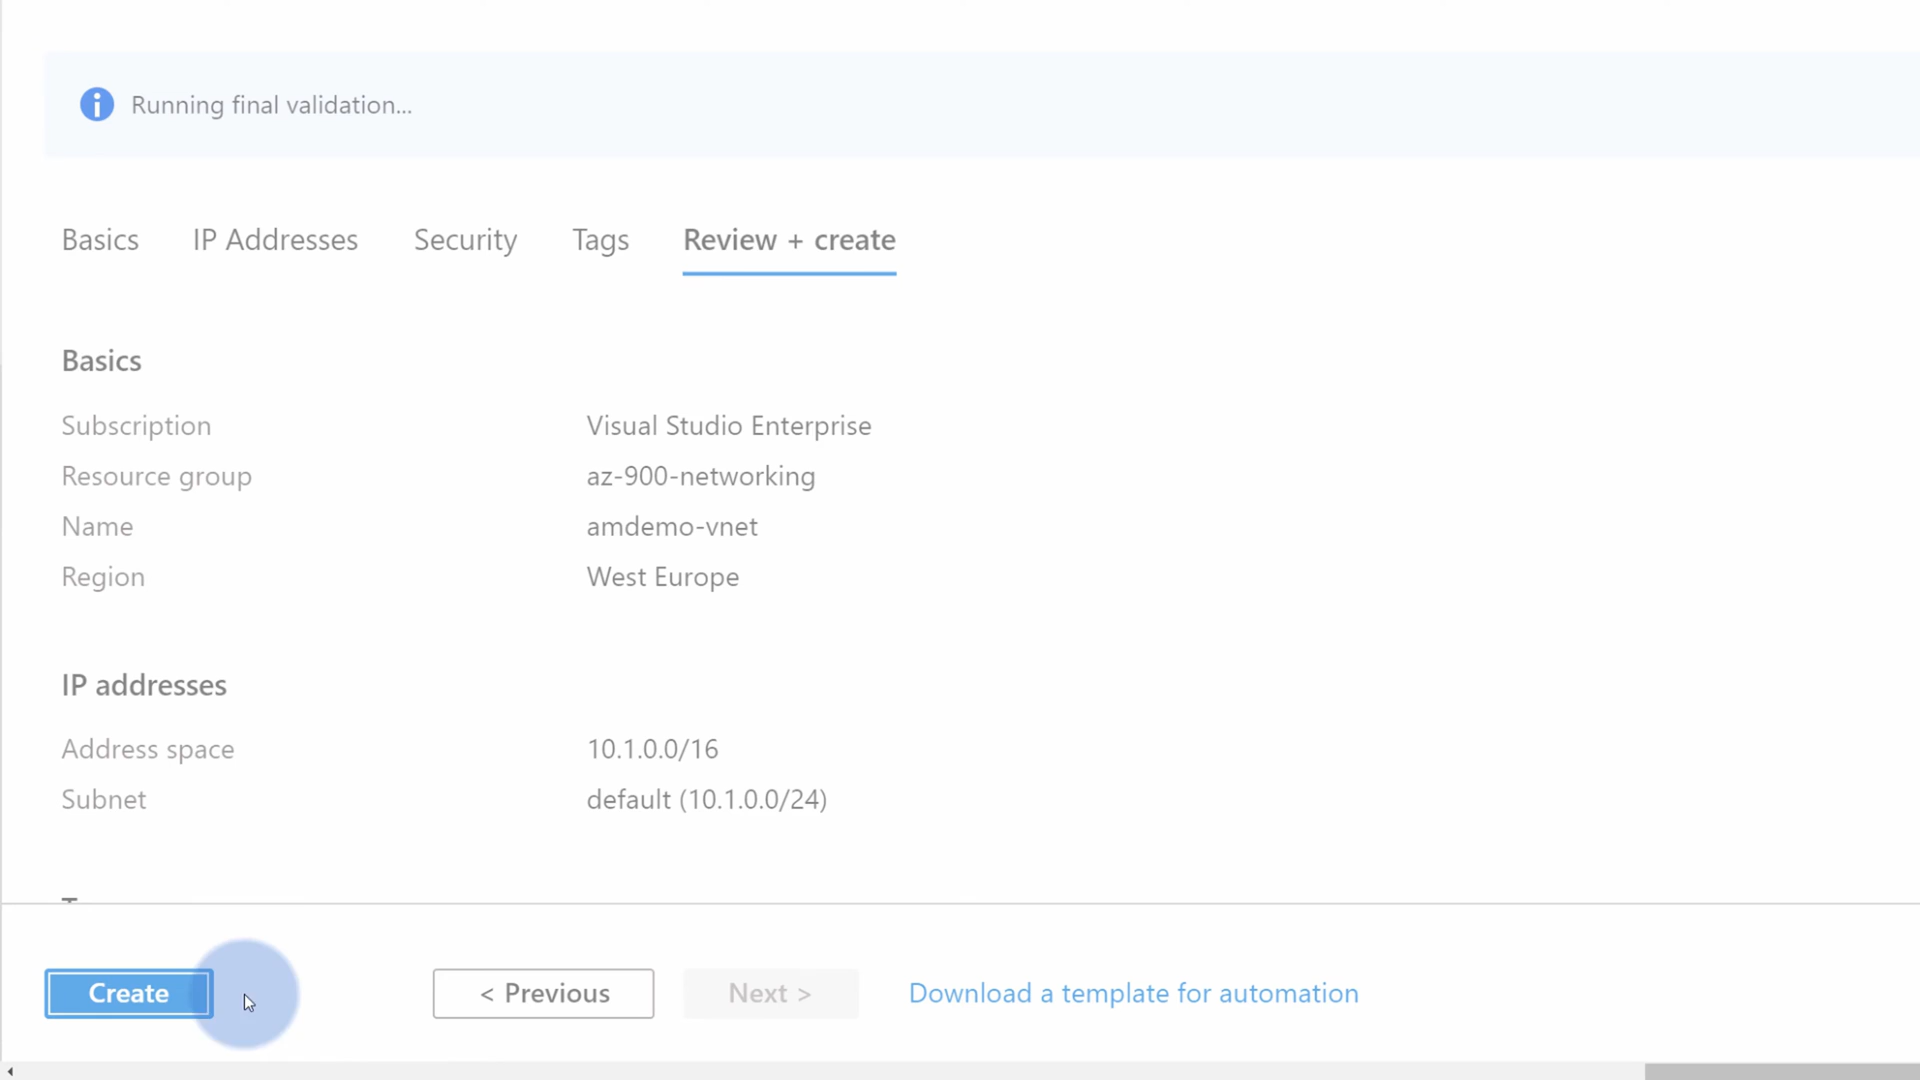 Running final validation...
Basics IP Addresses Security Tags Review + create
Basics
Subscription Visual Studio Enterprise
Resource group az-900-networking
Name amdemo-vnet
Region West Europe
IP addresses
Address space 10.1.0.0/16
Subnet default (10.1.0.0/24)
Create < Previous Next > Download a template for automation